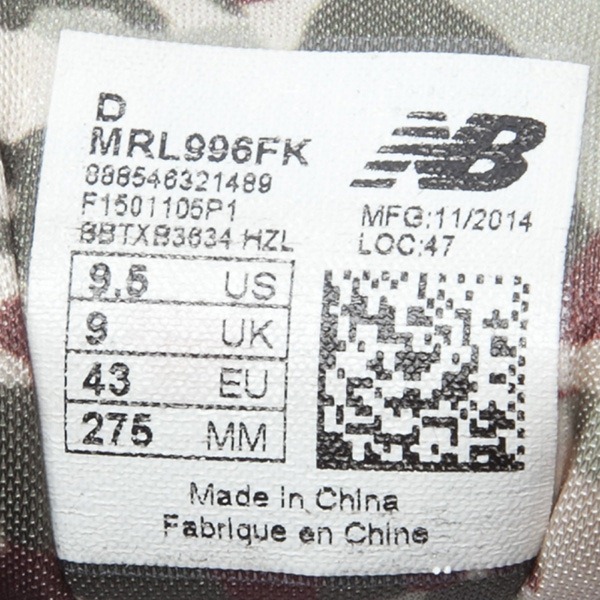 D
MRL996FK
NB
888546321489
F1501105P1
MFG:11/2014
BBTXB3634 HZL
LOC:47
9.5 US
9 UK
43 EU
275 MM
Made in China
Fabrique en Chine